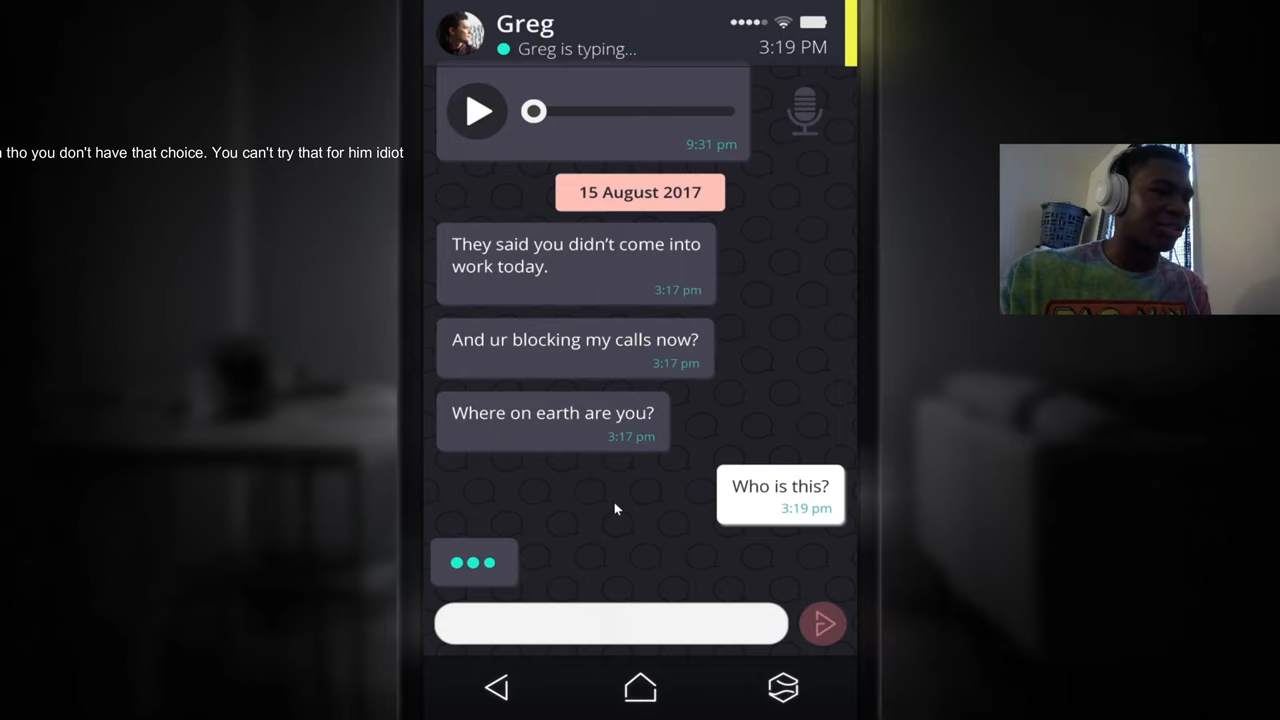 Greg
Greg is typing...
3:19 PM
9:31 pm
tho you don't have that choice. You can't try that for him idiot
15 August 2017
They said you didn't come into
work today.
3:17 pm
And ur blocking my calls now?
3:17 pm
Where on earth are you?
3:17 pm
Who is this?
3:19 pm